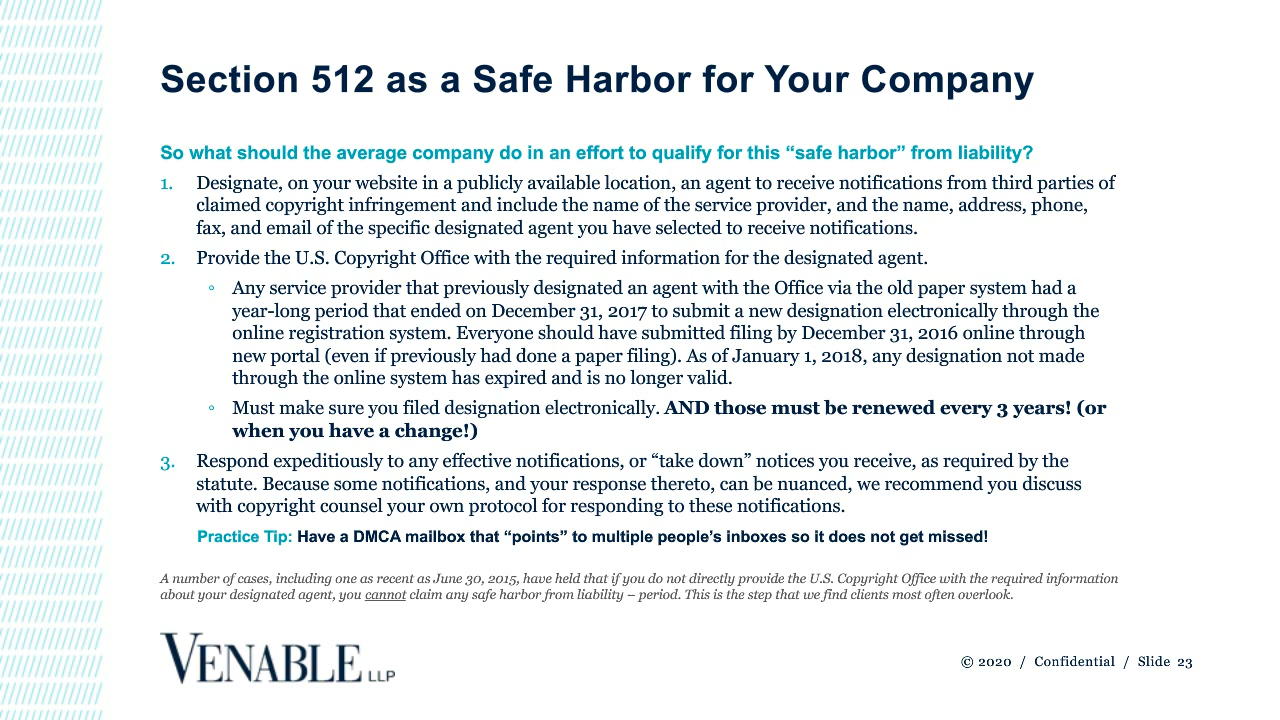 Section 512 as a Safe Harbor for Your Company
So what should the average company do in an effort to qualify for this “safe harbor” from liability?
1. Designate, on your website in a publicly available location, an agent to receive notifications from third parties of
claimed copyright infringement and include the name of the service provider, and the name, address, phone,
fax, and email of the specific designated agent you have selected to receive notifications.
2. Provide the U.S. Copyright Office with the required information for the designated agent.
◦ Any service provider that previously designated an agent with the Office via the old paper system had a
year-long period that ended on December 31, 2017 to submit a new designation electronically through the
online registration system. Everyone should have submitted filing by December 31, 2016 online through
new portal (even if previously had done a paper filing). As of January 1, 2018, any designation not made
through the online system has expired and is no longer valid.
◦ Must make sure you filed designation electronically. AND those must be renewed every 3 years! (or
when you have a change!)
3. Respond expeditiously to any effective notifications, or “take down” notices you receive, as required by the
statute. Because some notifications, and your response thereto, can be nuanced, we recommend you discuss
with copyright counsel your own protocol for responding to these notifications.
Practice Tip: Have a DMCA mailbox that “points” to multiple people’s inboxes so it does not get missed!
A number of cases, including one as recent as June 30, 2015, have held that if you do not directly provide the U.S. Copyright Office with the required information
about your designated agent, you cannot claim any safe harbor from liability – period. This is the step that we find clients most often overlook.
VENABLE LLP
© 2020 / Confidential / Slide 23